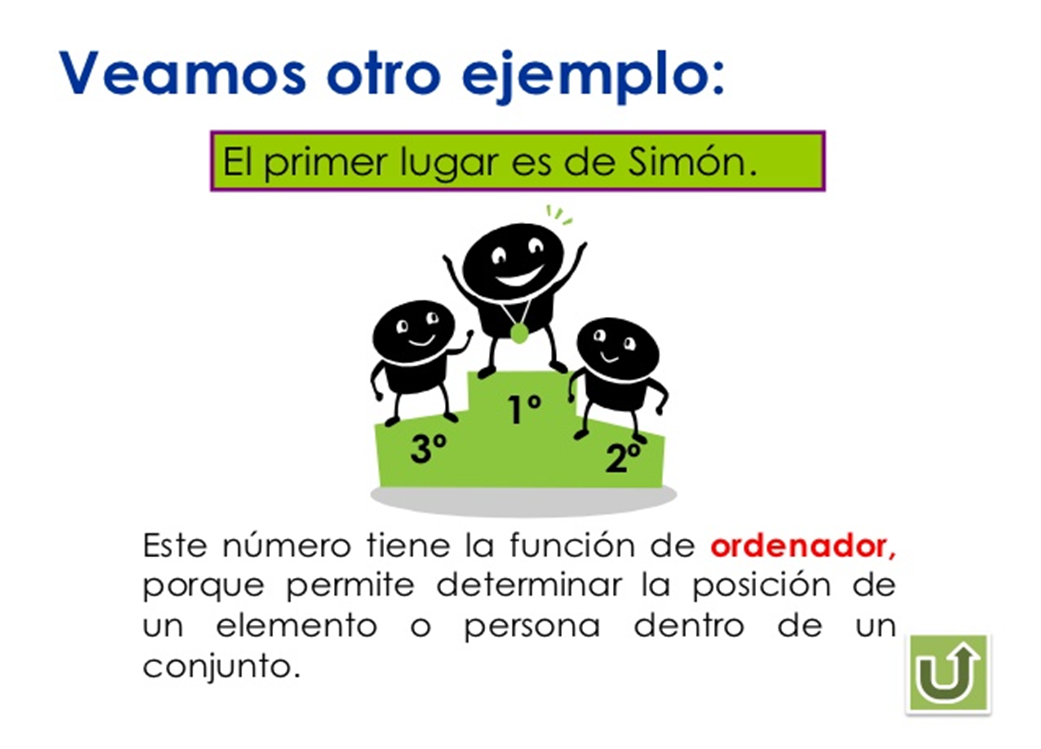 Veamos otro ejemplo:
El primer lugar es de Simón.
1º
3º
2º
Este número tiene la función de ordenador,
porque permite determinar la posición de
un elemento o persona dentro de un
conjunto.